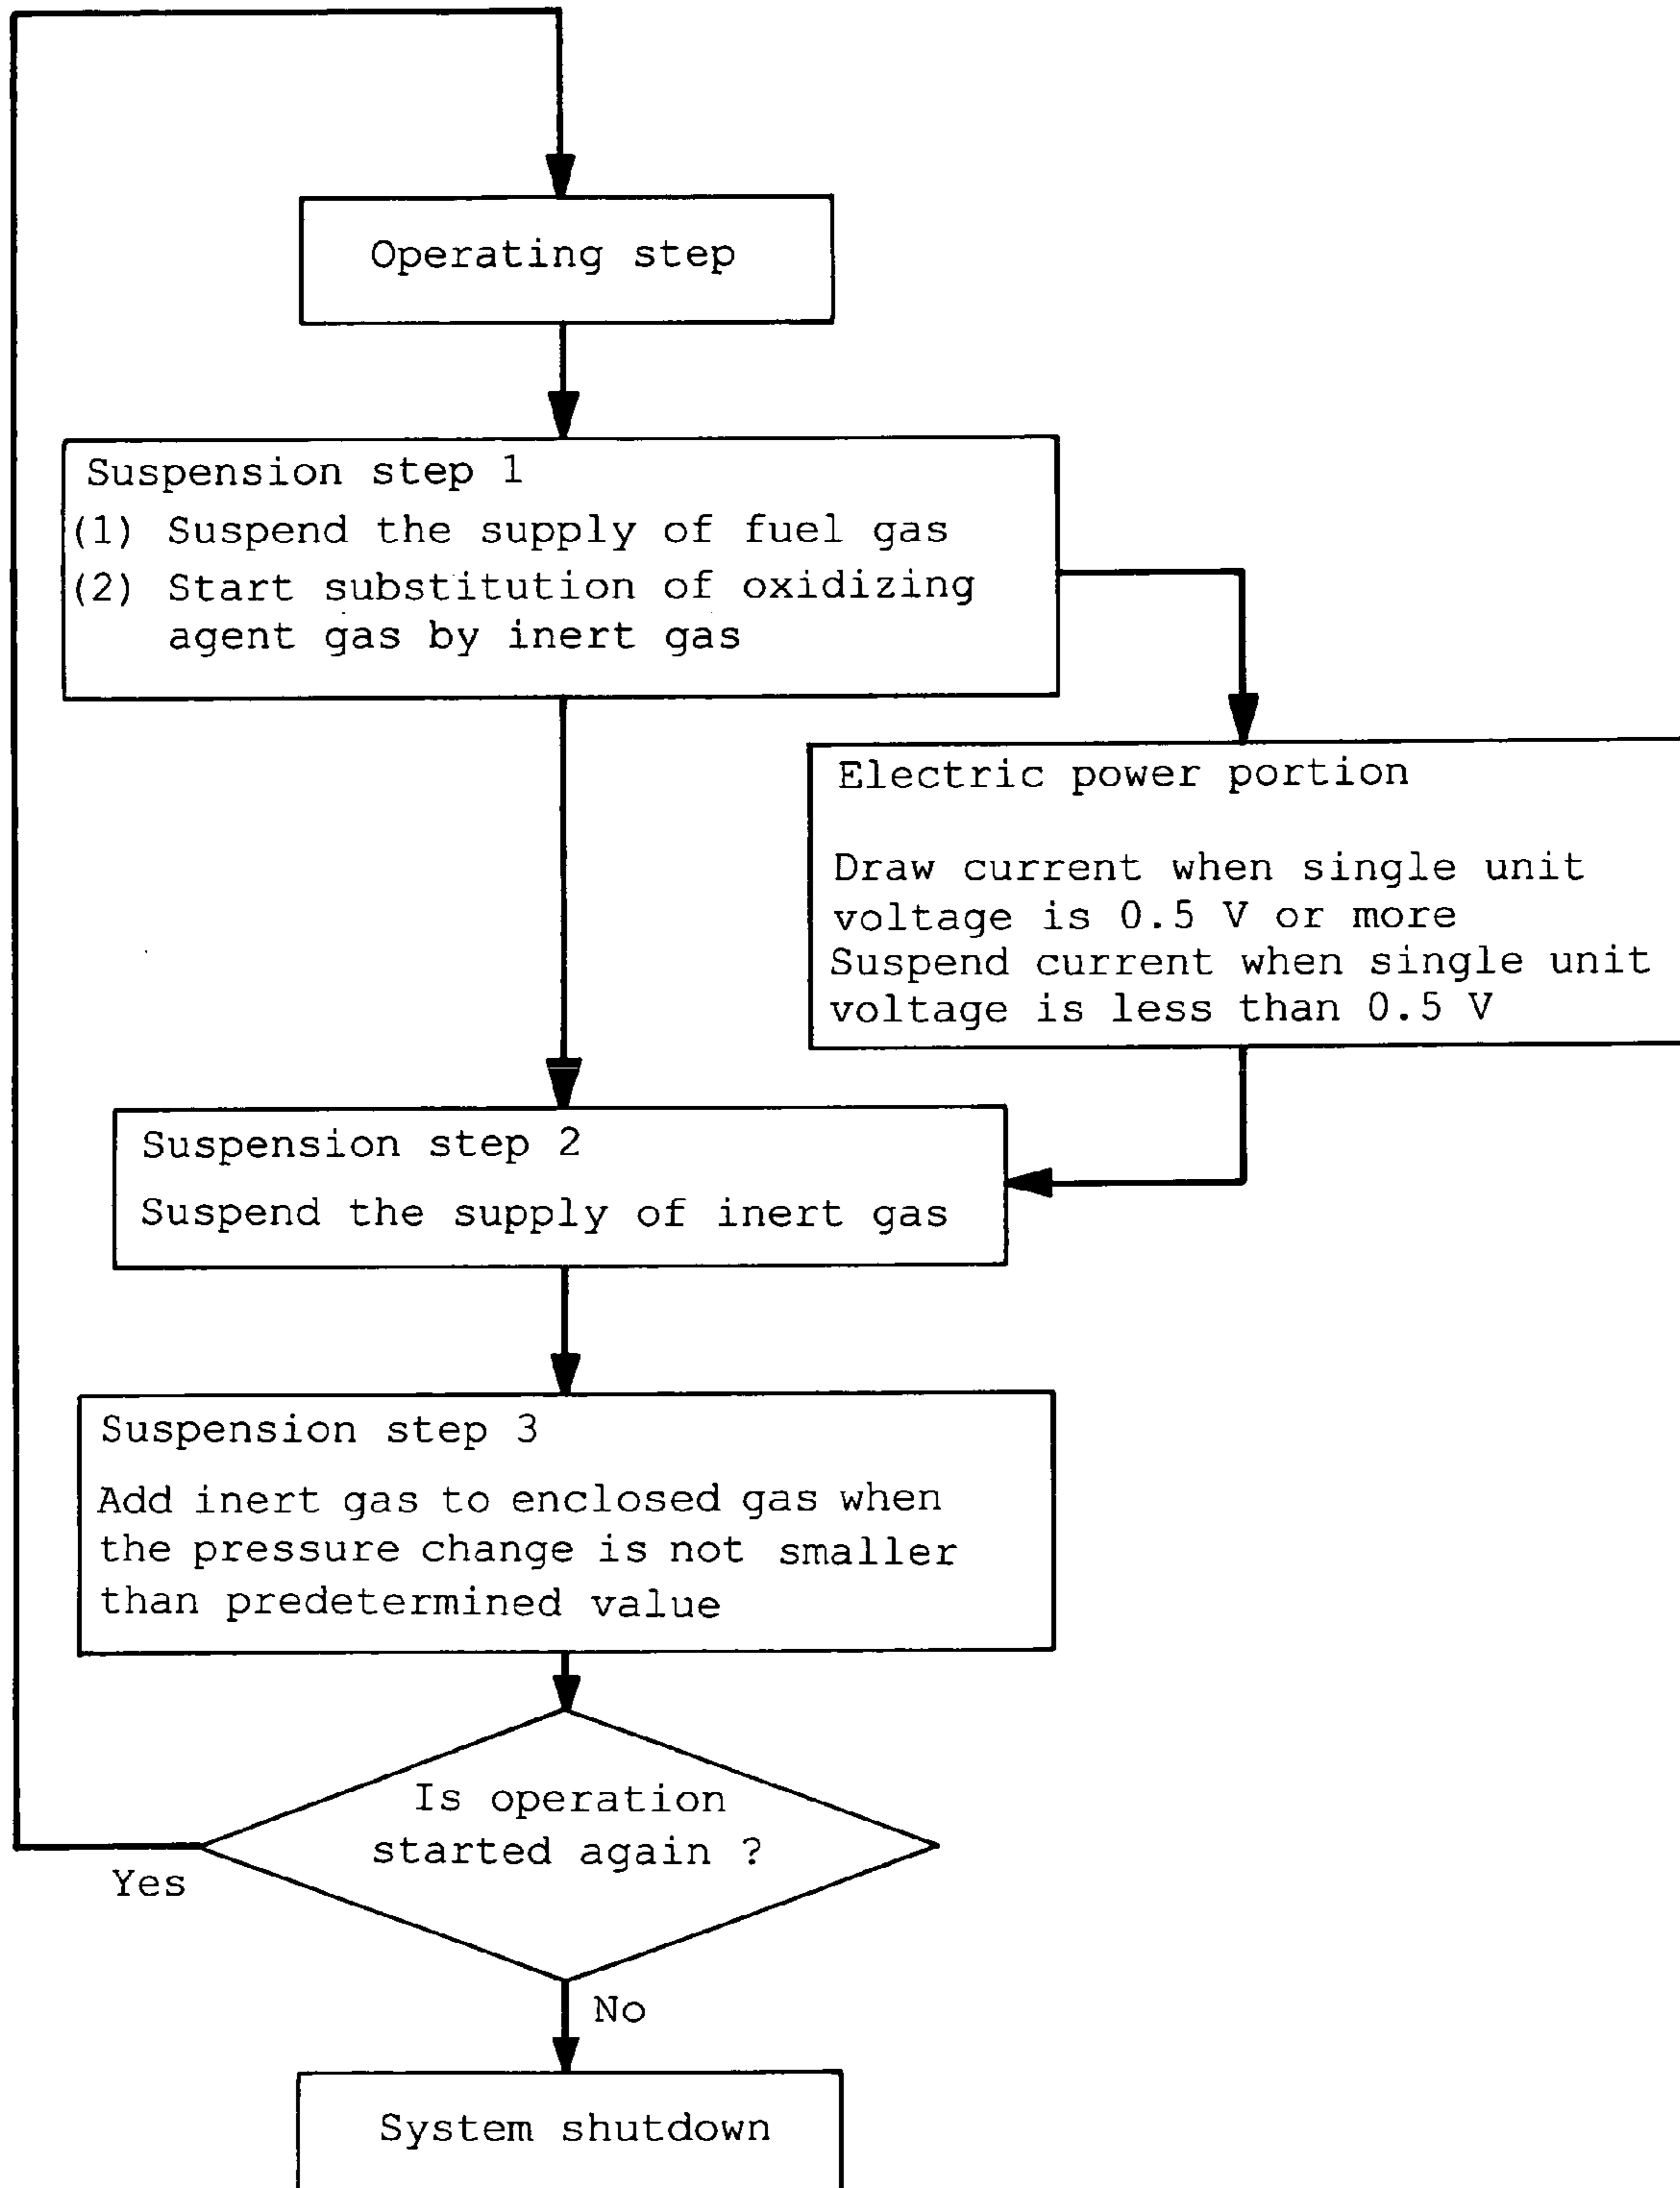 Operating step
Suspension step 1
(1) Suspend the supply of fuel gas
(2) Start substitution of oxidizing
agent gas by inert gas
Electric power portion
Draw current when single unit
voltage is 0.5 V or more
Suspend current when single unit
voltage is less than 0.5 V
Suspension step 2
Suspend the supply of inert gas
Suspension step 3
Add inert gas to enclosed gas when
the pressure change is not smaller
than predetermined value
Is operation
started again ?
Yes
No
System shutdown